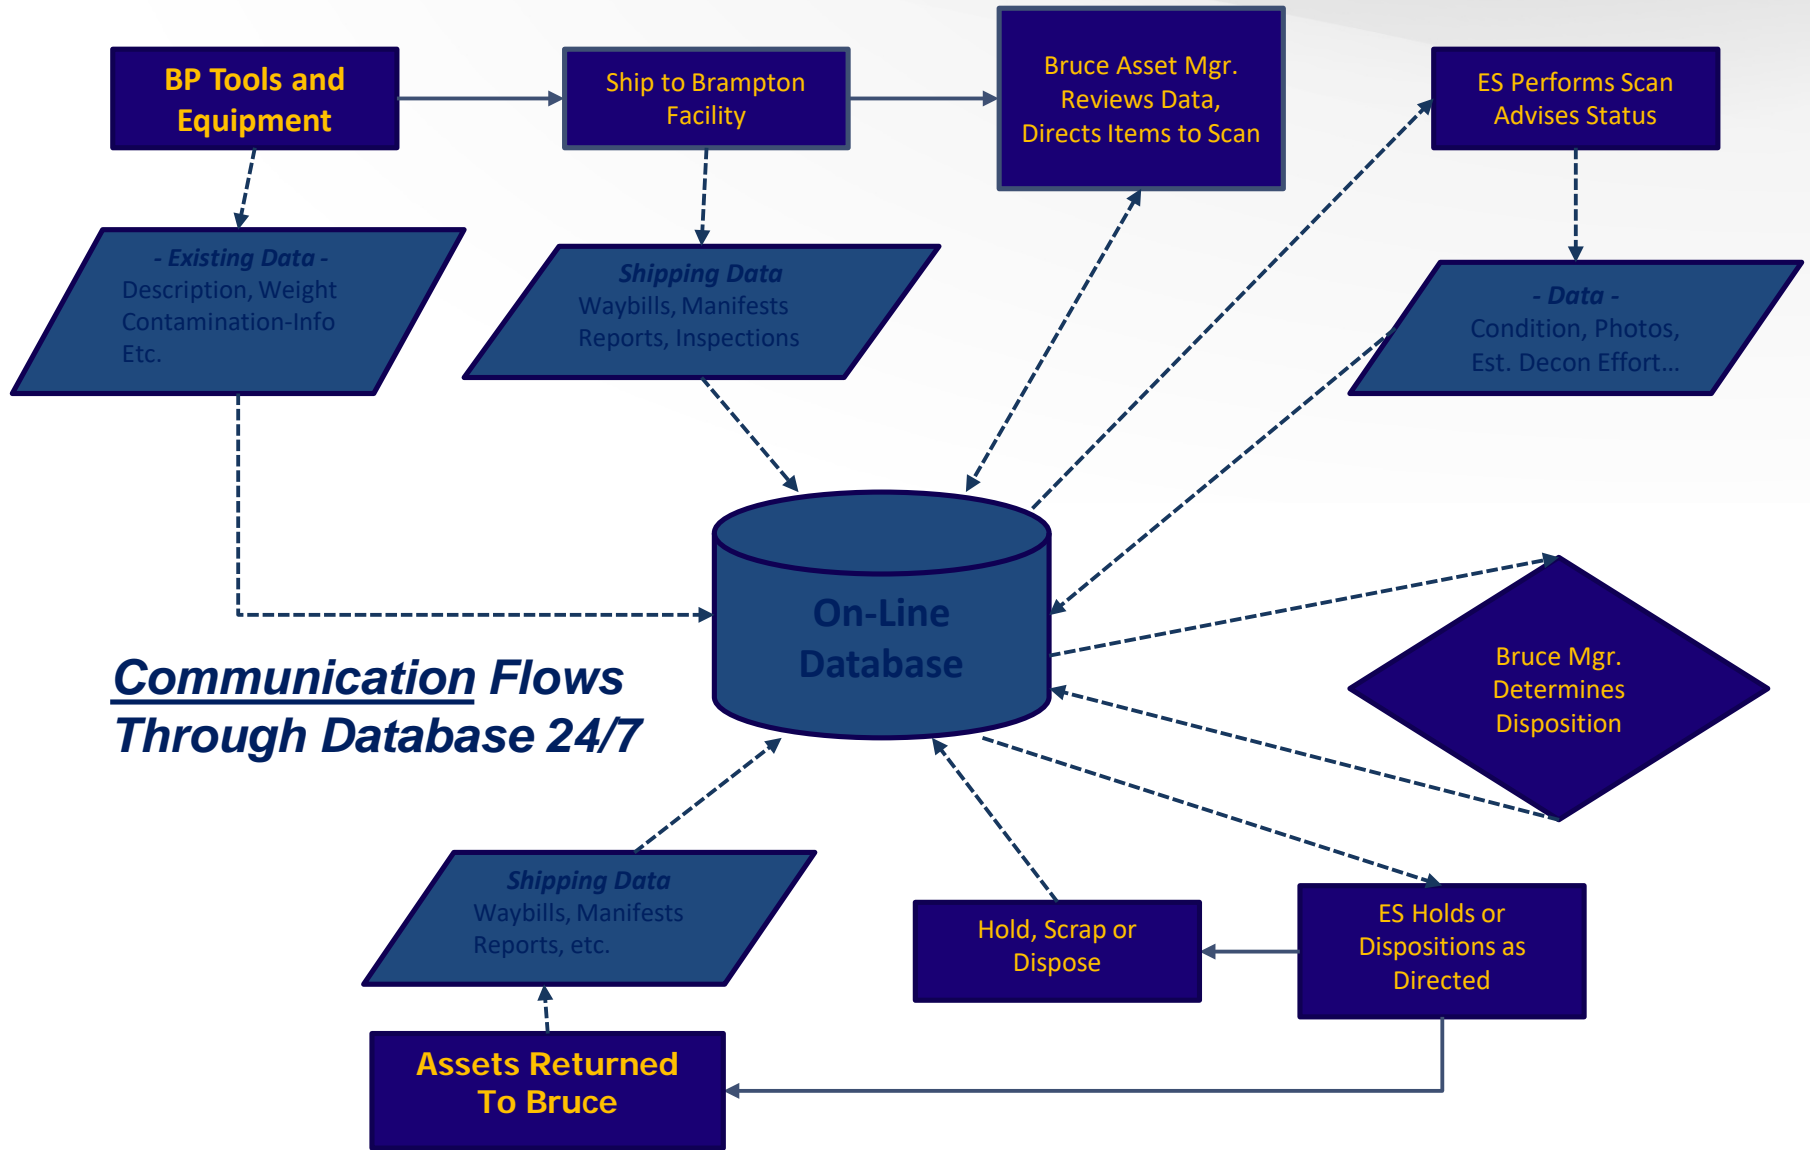 BP Tools and
Equipment
Ship to Brampton
Facility
Bruce Asset Mgr.
Reviews Data,
Directs Items to Scan
ES Performs Scan
Advises Status
- Existing Data -
Description, Weight
Contamination-Info
Etc.
Shipping Data
Waybills, Manifests
Reports, Inspections
- Data -
Condition, Photos,
Est. Decon Effort…
On-Line
Database
Communication Flows
Through Database 24/7
Bruce Mgr.
Determines
Disposition
Shipping Data
Waybills, Manifests
Reports, etc.
Hold, Scrap or
Dispose
ES Holds or
Dispositions as
Directed
Assets Returned
To Bruce